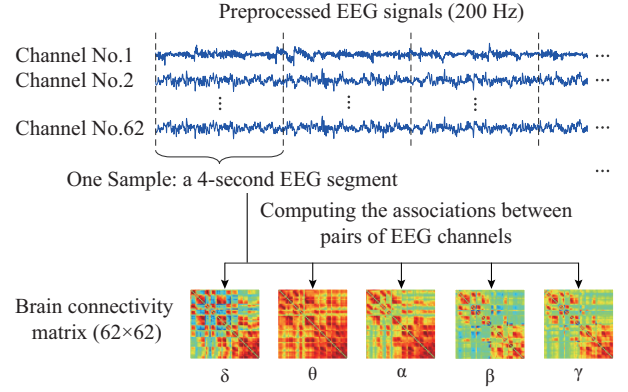 Preprocessed EEG signals (200 Hz)
Channel No.1
...
Channel No.2
...
Channel No.62
...
...
One Sample: a 4-second EEG segment
Computing the associations between
pairs of EEG channels
Brain connectivity
matrix (62×62)
δ θ α β γ